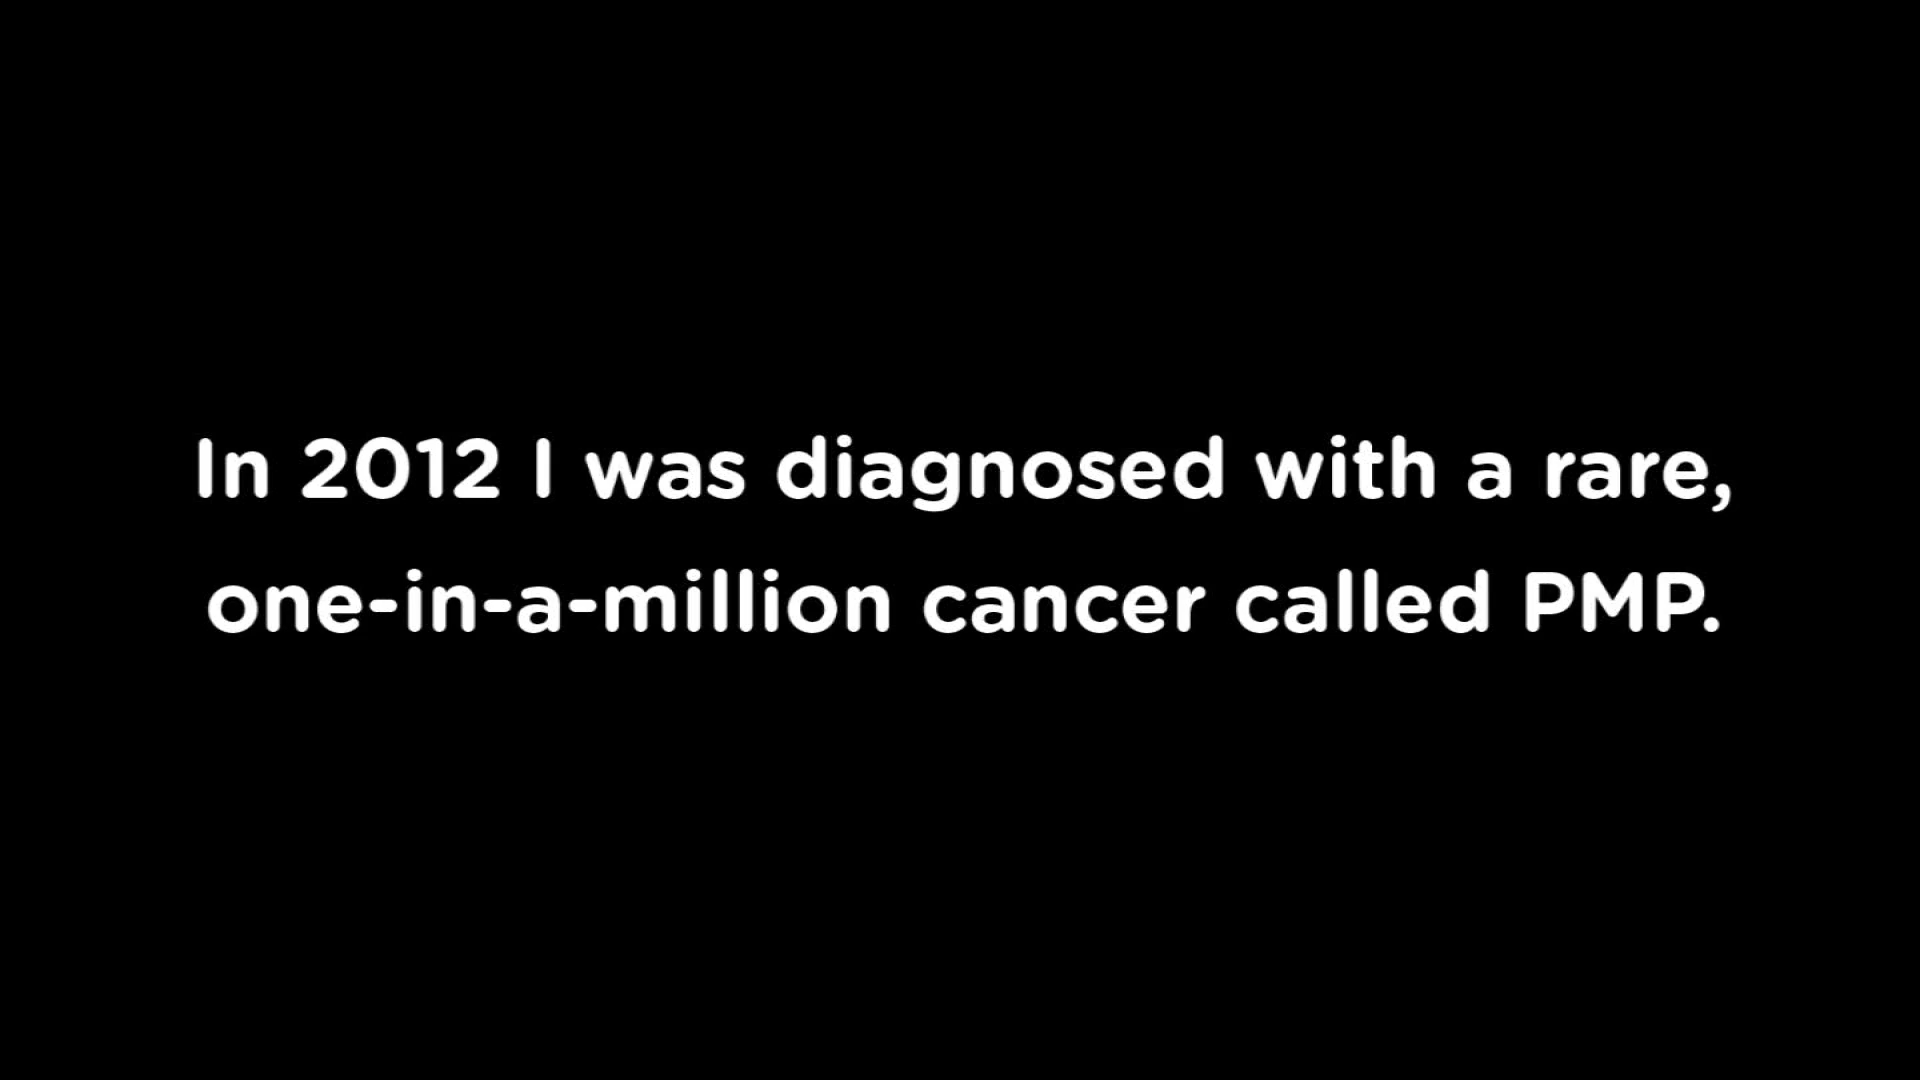 In 2012 I was diagnosed with a rare,
one-in-a-million cancer called PMP.